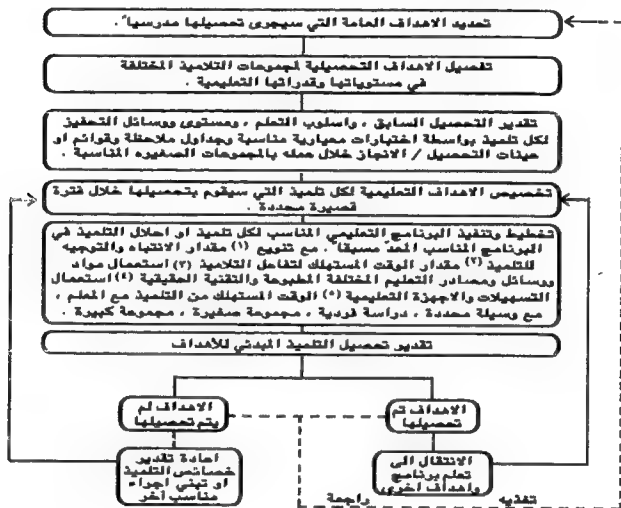 تحديد الاهداف العامة التي سيجرى تحصيلها مدرسياً .
تفصيل الاهداف التحصيلية لمجموعات التلاميذ المختلفة
في مستوياتها وقدراتها التعليمية .
تقدير التحصيل السابق ، واسلوب التعلم ، ومستوى ووسائل التحفيز
لكل تلميذ بواسطة اختبارات معيارية مناسبة وجداول ملاحظة وقوائم او
عينات التحصيل / الانجاز خلال عمله بالمجموعات الصغيره المناسبة .
تخصيص الاهداف التعليمية لكل تلميذ التي سيقوم بتحصيلها خلال فترة
قصيرة محددة .
تخطيط وتنفيذ البرنامج التعليمي المناسب لكل تلميذ او احلال التلميذ في
البرنامج المناسب المعدّ مسبقاً . مع تنويع (١) مقدار الانتباه والتوجيه
للتلميذ (٢) مقدار الوقت المستهلك لتفاعل التلاميذ (٣) استعمال مواد
ووسائل ومصادر التعليم المختلفة المطبوعة والتقنية الحقيقية (٤) استعمال
التسهيلات والاجهزة التعليمية (٥) الوقت المستهلك من التلميذ مع المعلم ،
مع وسيلة محددة ، دراسة فردية ، مجموعة صغيرة ، مجموعة كبيرة .
تقدير تحصيل التلميذ المبدئي للأهداف
الاهداف تم
تحصيلها
الاهداف لم
يتم تحصيلها
الانتقال الى
تعلم برنامج
واهداف اخرى
اعادة تقدير
خصائص التلميذ
او تبني اجراء
مناسب آخر
تغذيه راجعة